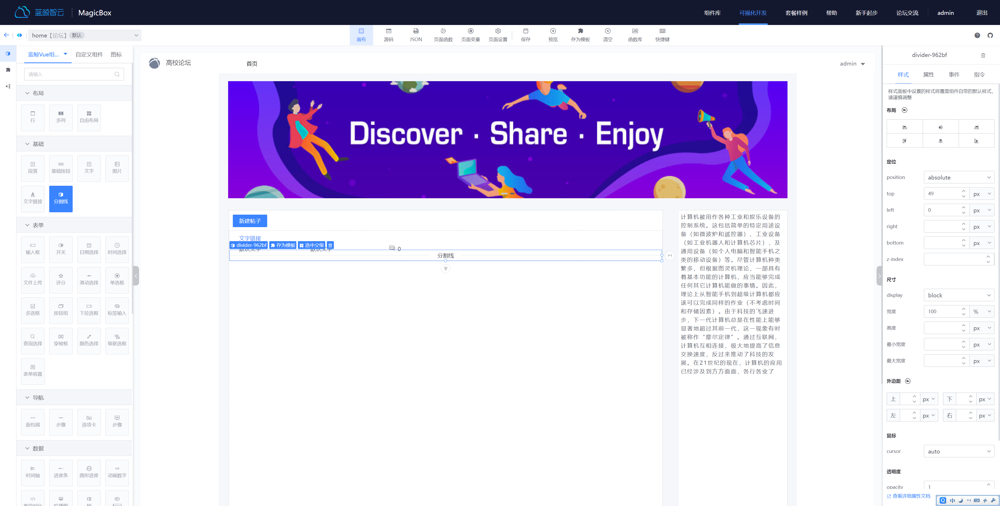 蓝鲸智云
MagicBox
组件库
可视化开发
套餐样例
帮助
新手起步
论坛交流
admin
退出
home【论坛】 默认
画布
源码
JSON
页面函数
页面变量
页面设置
保存
预览
存为模板
清空
函数库
快捷键
蓝鲸Vue组...
自定义组件
图标
请输入
布局
行
多列
自由布局
基础
段落
基础按钮
文字
图片
文字链接
分割线
表单
输入框
开关
日期选择
时间选择
文件上传
评分
滑动选择
单选框
多选框
按钮组
下拉选框
标签输入
查询选择
穿梭框
颜色选择
级联选框
表单容器
导航
面包屑
步骤
选项卡
步骤
数据
时间轴
进度条
圆形进度
动画数字
差异对比
轮播图
树
标记
高校论坛
首页
admin
Discover · Share · Enjoy
新建帖子
文字链接
divider-962bf
存为模板
选中父级
默认文字
默认文字
0
分割线
计算机被用作各种工业和娱乐设备的
控制系统。这包括简单的特定用途设
备（如微波炉和遥控器）、工业设备
（如工业机器人和计算机芯片），及
通用设备（如个人电脑和智能手机之
类的移动设备）等。尽管计算机种类
繁多，但根据图灵机理论，一部具有
着基本功能的计算机，应当能够完成
任何其它计算机能做的事情。因此，
理论上从智能手机到超级计算机都应
该可以完成同样的作业（不考虑时间
和存储因素）。由于科技的飞速进
步，下一代计算机总是在性能上能够
显著地超过其前一代，这一现象有时
被称作“摩尔定律”。通过互联网，
计算机互相连接，极大地提高了信息
交换速度，反过来推动了科技的发
展。在21世纪的现在，计算机的应用
已经涉及到方方面面，各行各业了
divider-962bf
样式
属性
事件
指令
样式面板中设置的样式将覆盖组件自带的默认样式，
请谨慎调整
布局
定位
position absolute
top 49 px
left 0 px
right px
bottom px
z-index
尺寸
display block
宽度 100 %
高度 px
最小宽度 px
最大宽度 px
外边距
上 px 下 px
左 px 右 px
鼠标
cursor auto
透明度
opacity 1
查看详细属性文档
中